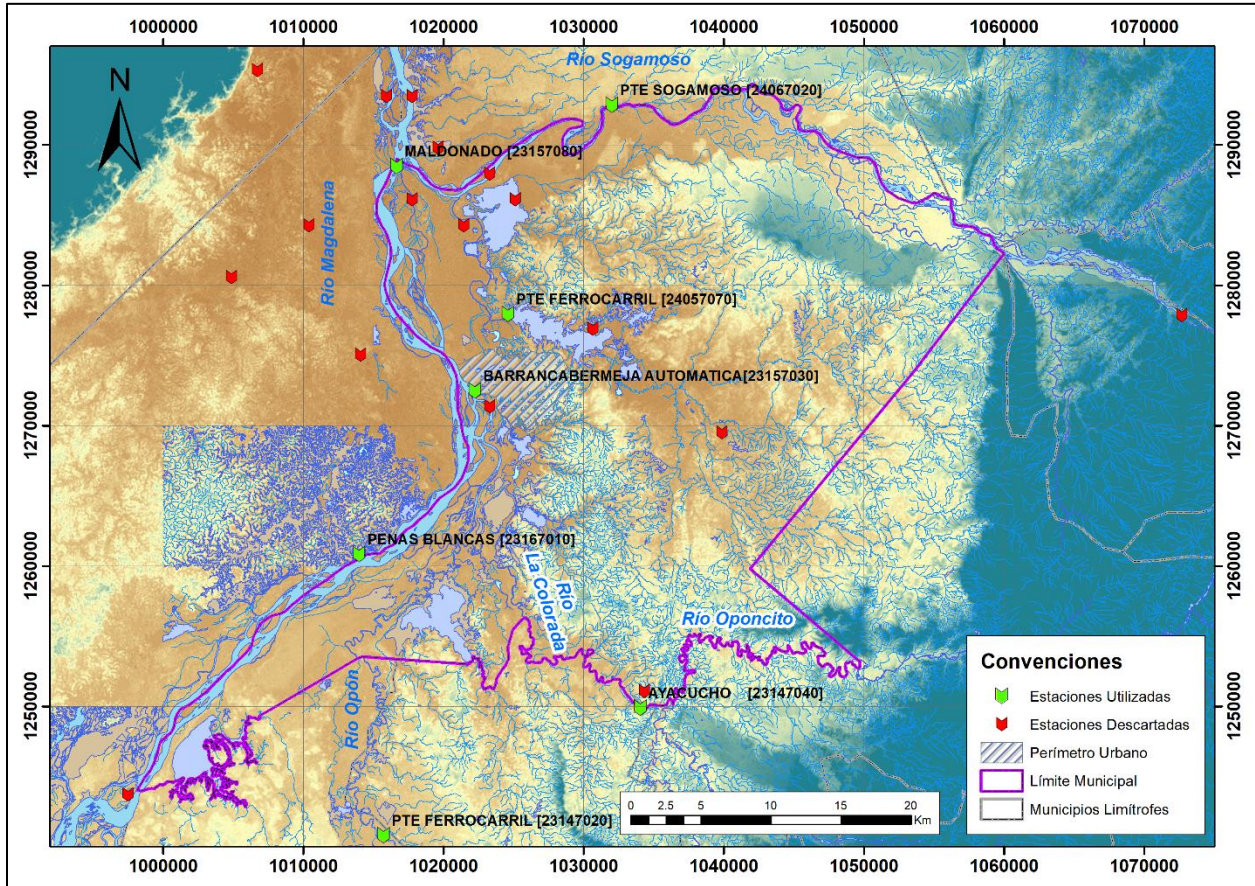 1000000 1010000 1020000 1030000 1040000 1050000 1060000 1070000
N
Río Sogamoso
PTE SOGAMOSO [24067020]
1290000
1290000
MALDONADO [23157080]
Río Magdalena
1280000
1280000
PTE FERROCARRIL [24057070]
BARRANCABERMEJA AUTOMATICA[23157030]
1270000
1270000
PENAS BLANCAS [23167010]
1260000
1260000
Río
La Colorada
Río Oponcito
Río Opón
AYACUCHO [23147040]
1250000
1250000
PTE FERROCARRIL [23147020]
Convenciones
Estaciones Utilizadas
Estaciones Descartadas
Perímetro Urbano
Límite Municipal
Municipios Limítrofes
0 2.5 5 10 15 20
Km
1000000 1010000 1020000 1030000 1040000 1050000 1060000 1070000